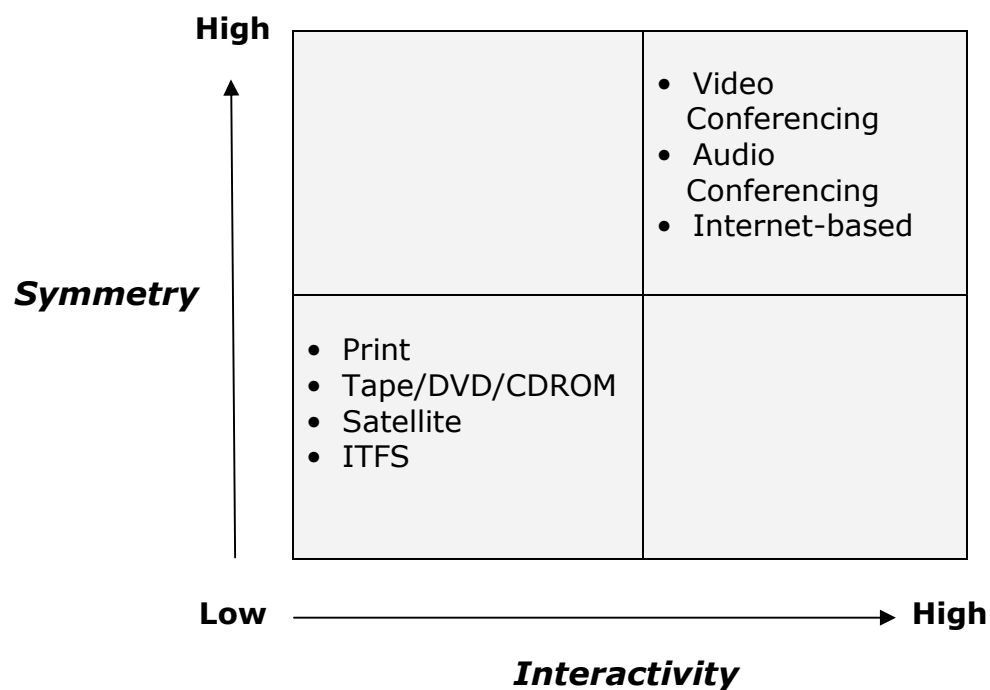 High
• Video
Conferencing
• Audio
Conferencing
• Internet-based
Symmetry
• Print
• Tape/DVD/CDROM
• Satellite
• ITFS
Low
High
Interactivity